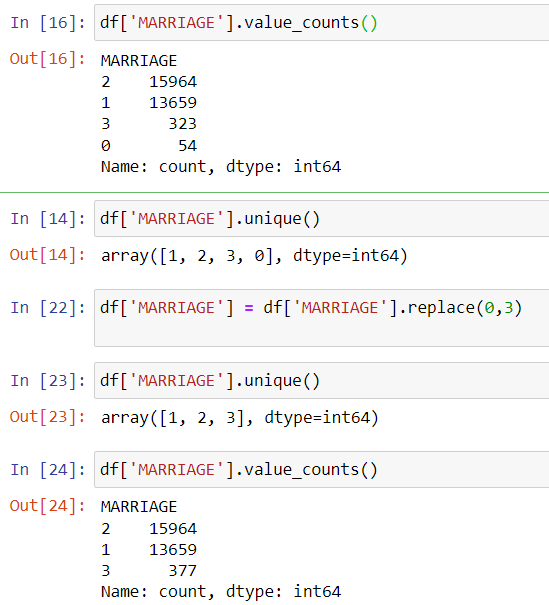 In [16]: df['MARRIAGE'].value_counts()
Out[16]: MARRIAGE
2    15964
1    13659
3      323
0       54
Name: count, dtype: int64
In [14]: df['MARRIAGE'].unique()
Out[14]: array([1, 2, 3, 0], dtype=int64)
In [22]: df['MARRIAGE'] = df['MARRIAGE'].replace(0,3)
In [23]: df['MARRIAGE'].unique()
Out[23]: array([1, 2, 3], dtype=int64)
In [24]: df['MARRIAGE'].value_counts()
Out[24]: MARRIAGE
2    15964
1    13659
3      377
Name: count, dtype: int64